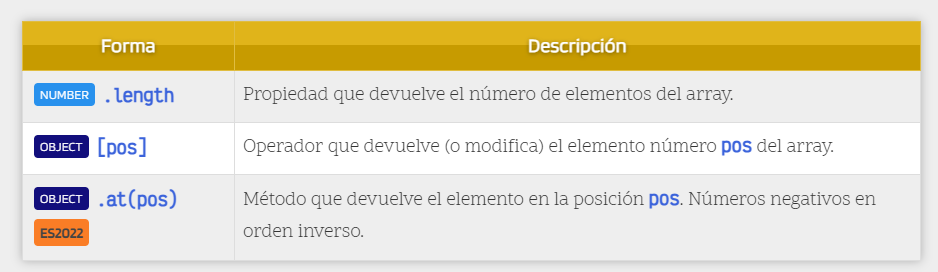 Forma Descripción
NUMBER .length Propiedad que devuelve el número de elementos del array.
OBJECT [pos] Operador que devuelve (o modifica) el elemento número pos del array.
OBJECT .at(pos) Método que devuelve el elemento en la posición pos. Números negativos en
ES2022 orden inverso.